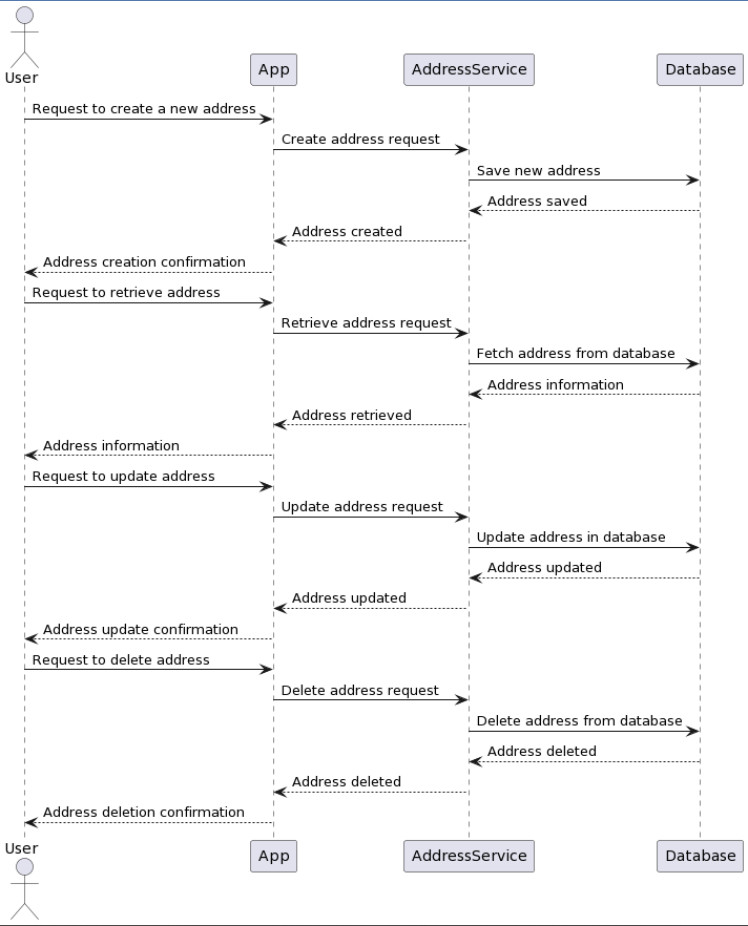 User
App
AddressService
Database
Request to create a new address
Create address request
Save new address
Address saved
Address created
Address creation confirmation
Request to retrieve address
Retrieve address request
Fetch address from database
Address information
Address retrieved
Address information
Request to update address
Update address request
Update address in database
Address updated
Address updated
Address update confirmation
Request to delete address
Delete address request
Delete address from database
Address deleted
Address deleted
Address deletion confirmation
User
App
AddressService
Database